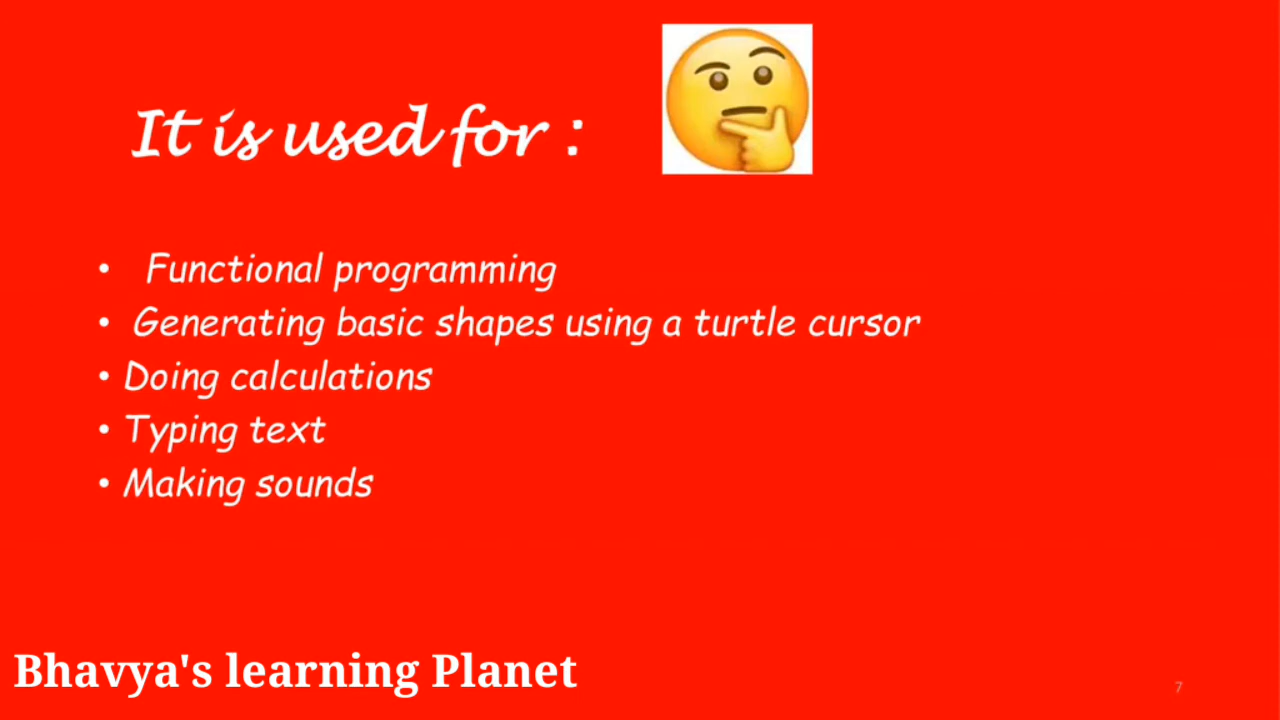 It is used for :
• Functional programming
• Generating basic shapes using a turtle cursor
• Doing calculations
• Typing text
• Making sounds
Bhavya's learning Planet
7